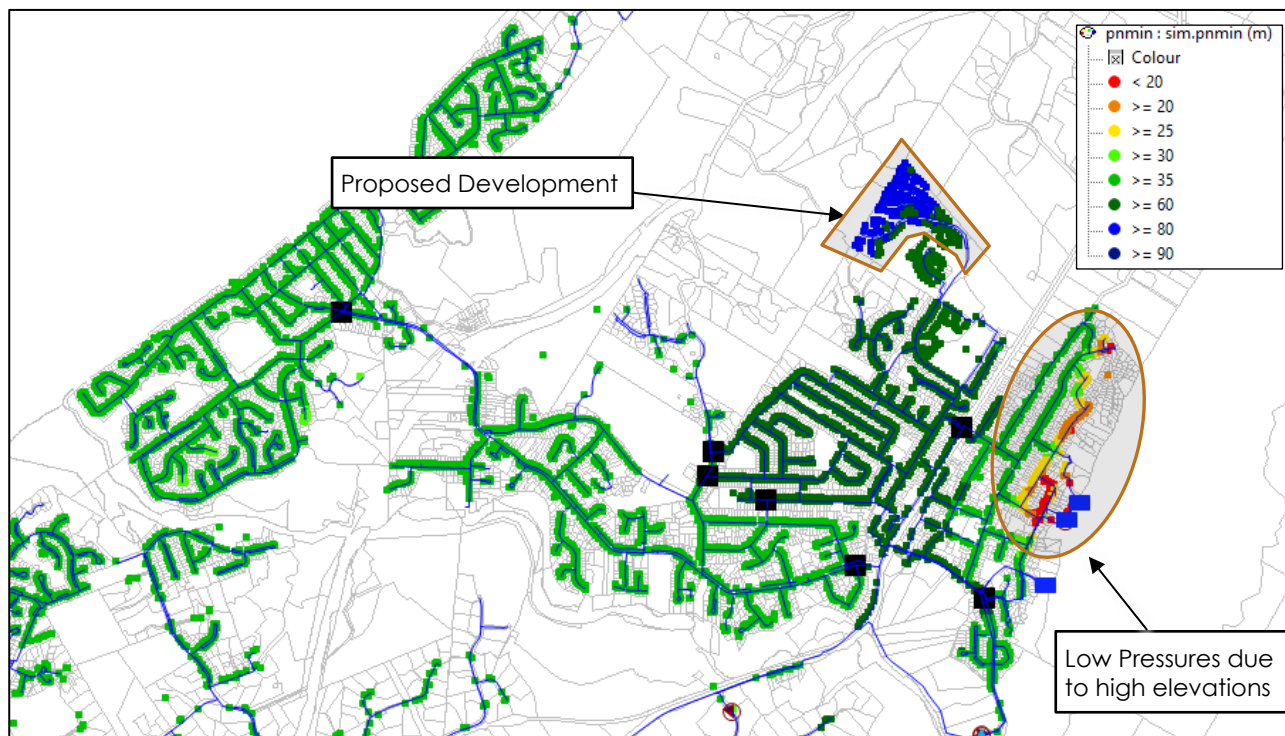 pnmin : sim.pnmin (m)
Colour
< 20
>= 20
>= 25
>= 30
>= 35
>= 60
>= 80
>= 90
Proposed Development
Low Pressures due
to high elevations